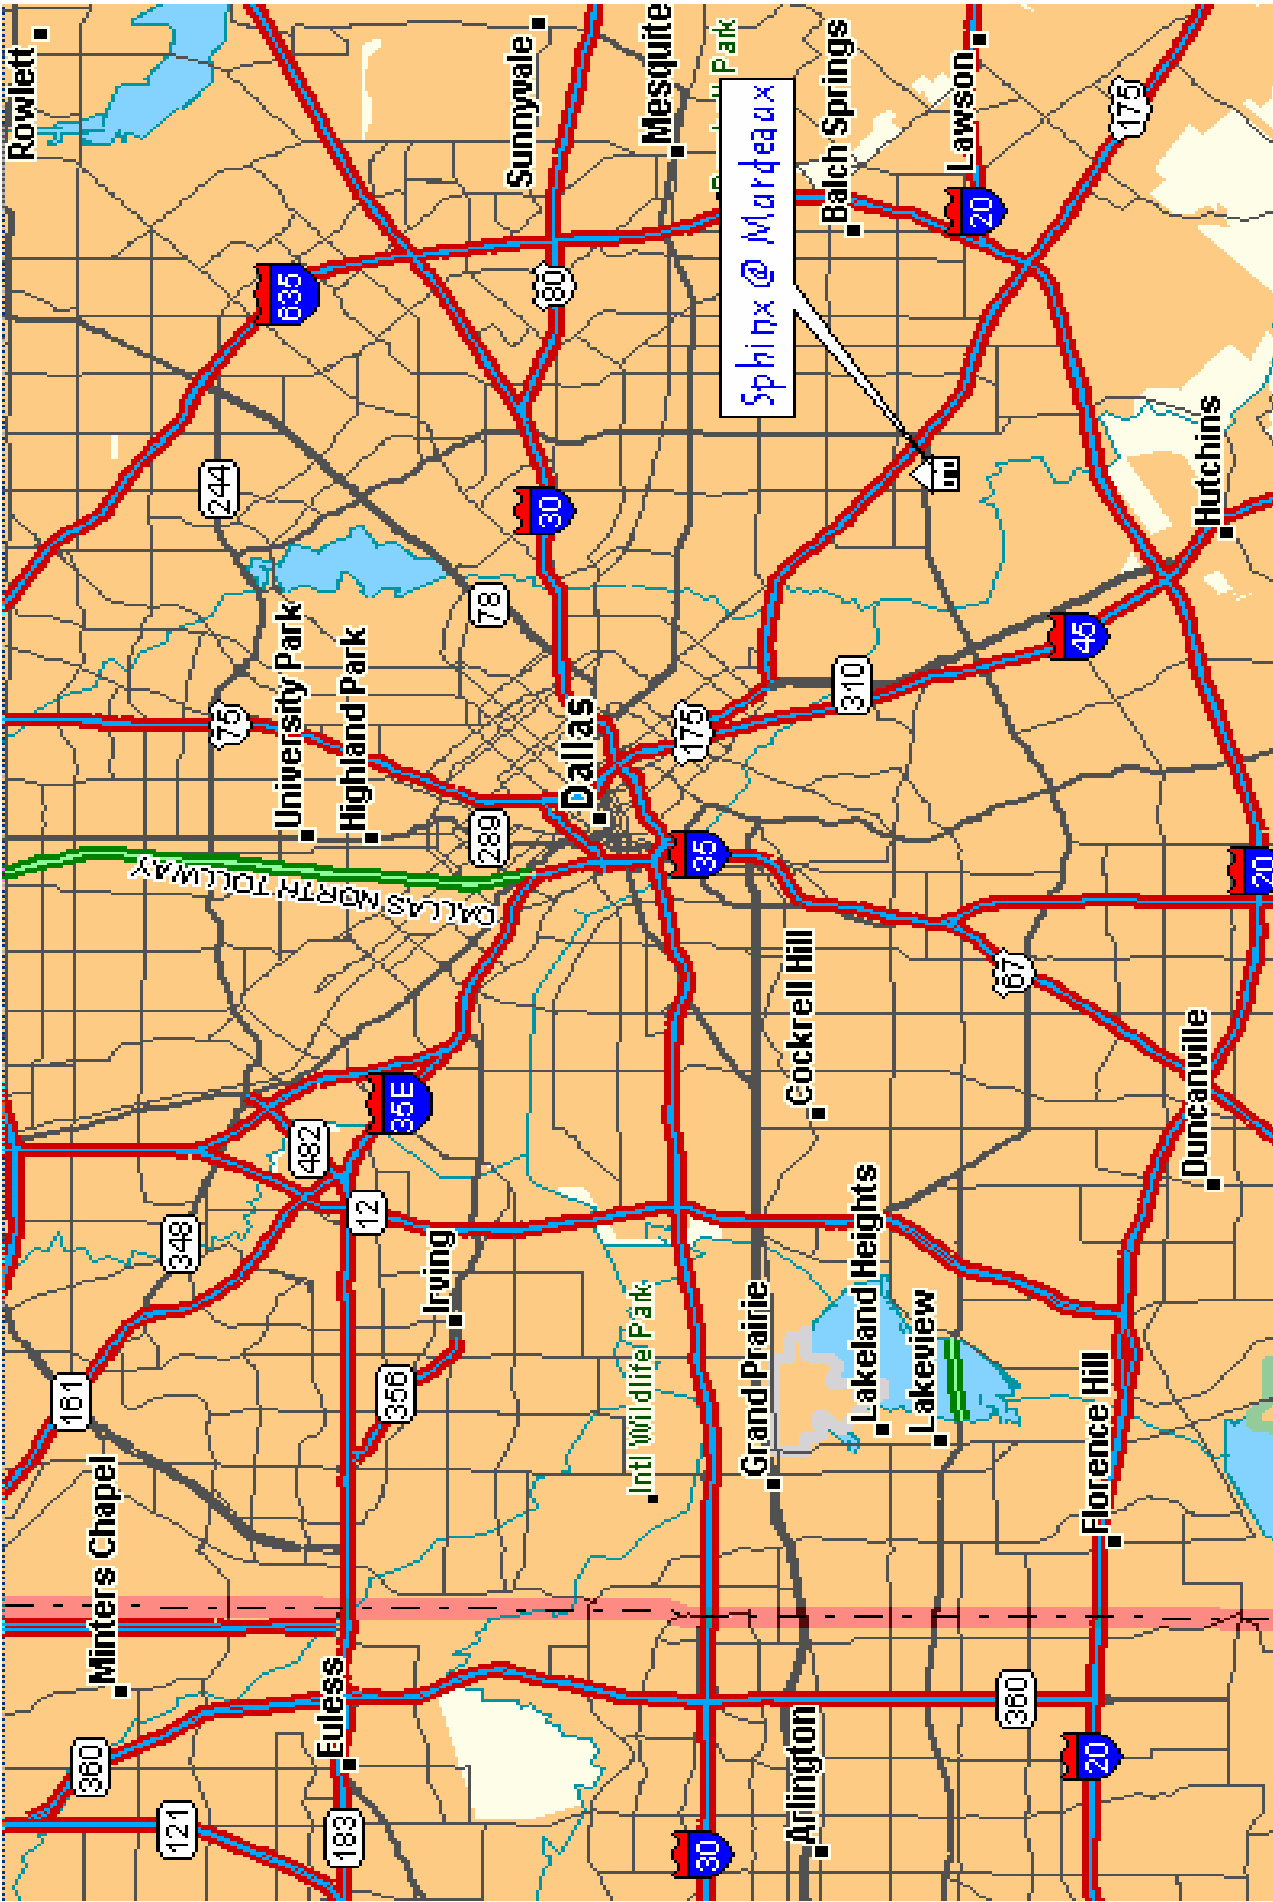 Rowlett
161
Minters Chapel
360
121
348
244
75
635
University Park
482
Euless
183
Highland Park
12
35E
356
Irving
DALLAS NORTH TOLLWAY
289
78
Sunnyvale
80
30
Dallas
Intl Wildlife Park
Mesquite
175
35
30
Park
Sphinx @ Murdeaux
Grand Prairie
Cockrell Hill
Arlington
Balch Springs
310
Lakeland Heights
Lakeview
Lawson
20
67
360
45
Florence Hill
20
175
Duncanville
Hutchins
20